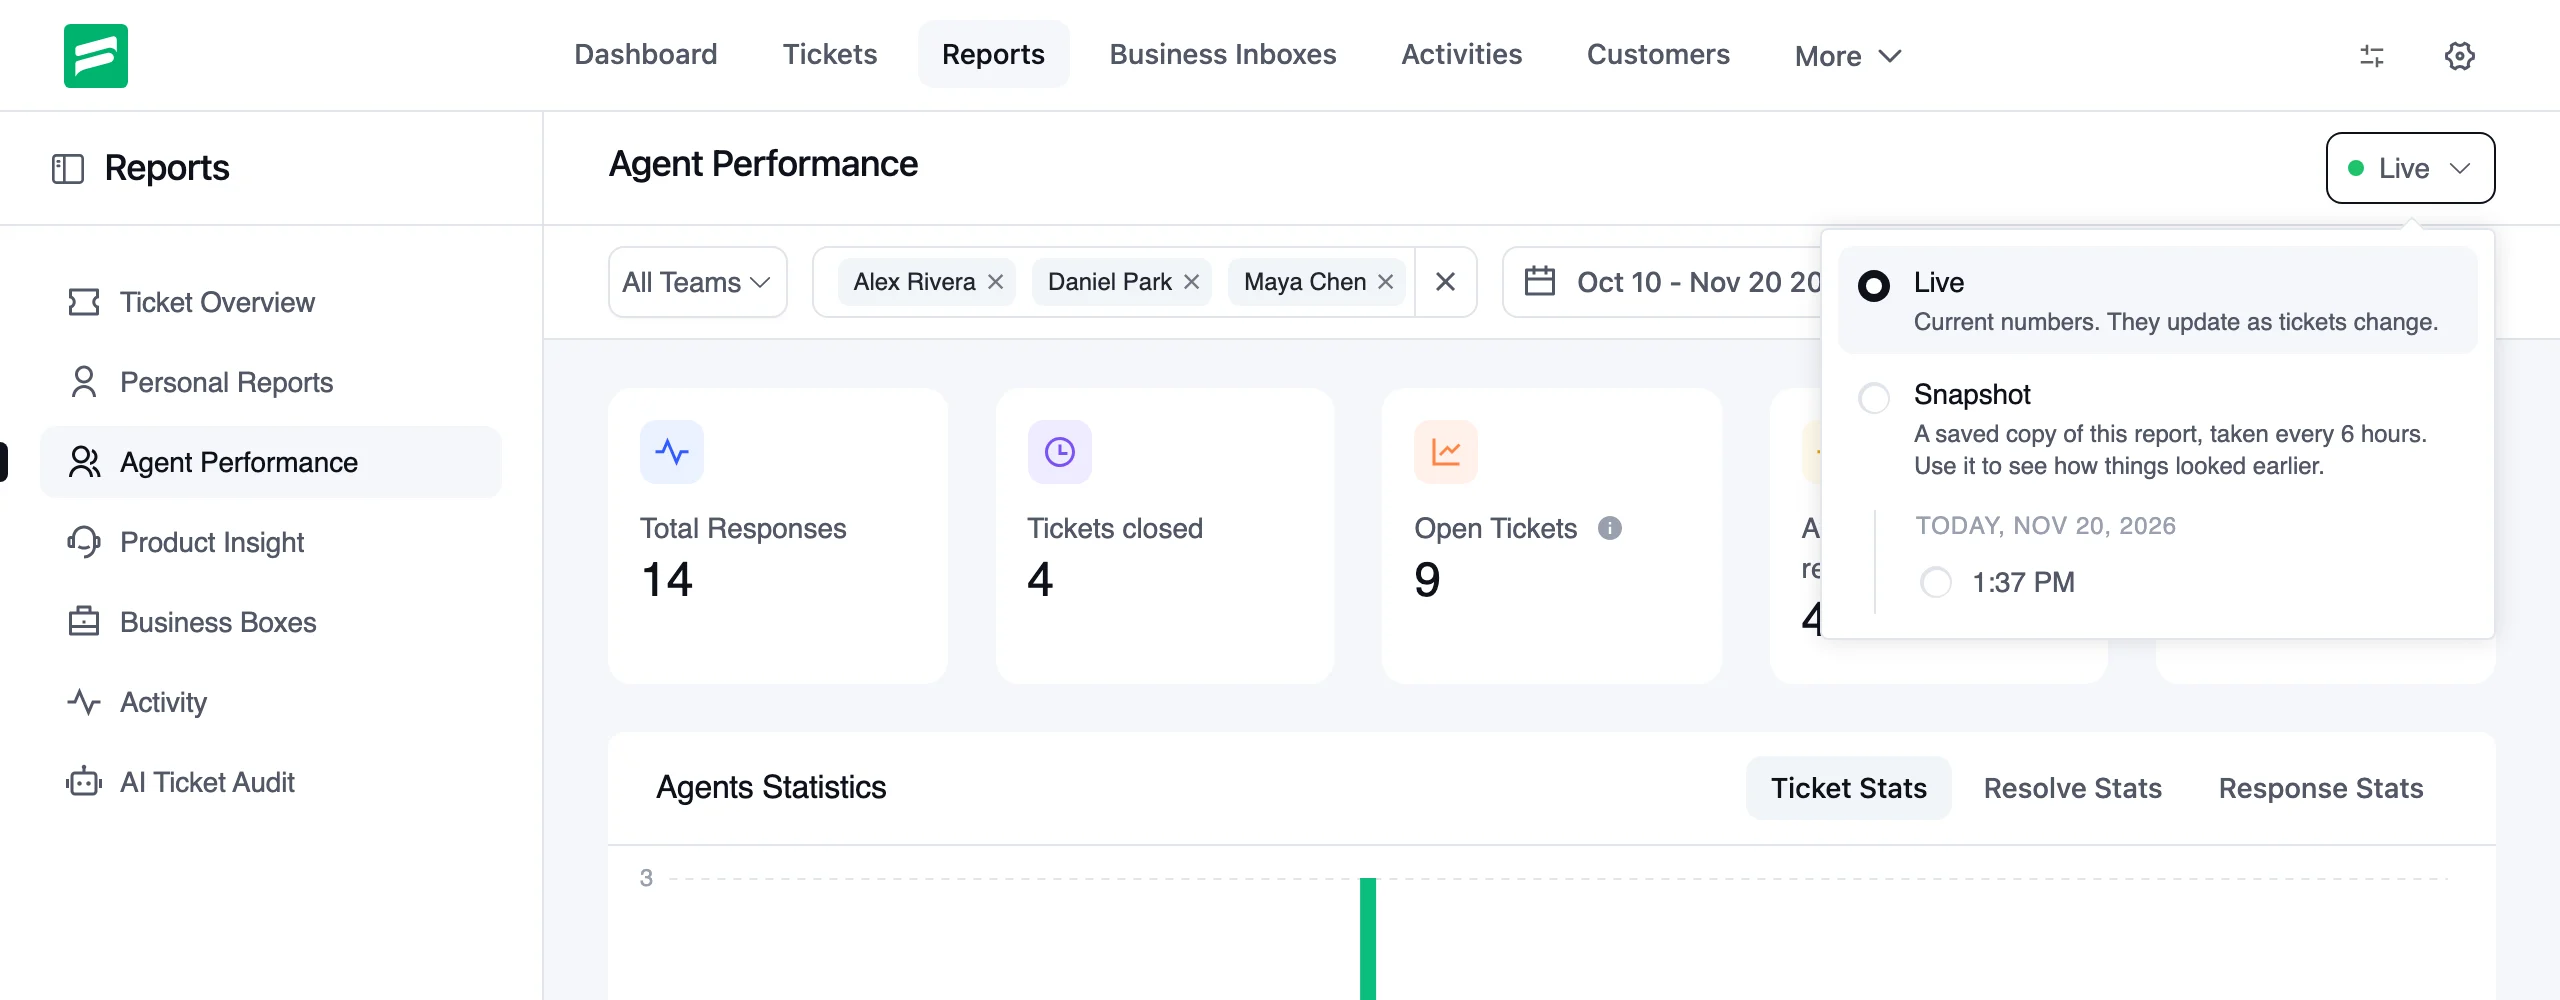 Dashboard
Tickets
Reports
Business Inboxes
Activities
Customers
More
Reports
Agent Performance
Live
Ticket Overview
Personal Reports
Agent Performance
Product Insight
Business Boxes
Activity
AI Ticket Audit
All Teams
Alex Rivera
Daniel Park
Maya Chen
Oct 10 - Nov 20 20
Live
Current numbers. They update as tickets change.
Snapshot
A saved copy of this report, taken every 6 hours.
Use it to see how things looked earlier.
TODAY, NOV 20, 2026
1:37 PM
Total Responses
14
Tickets closed
4
Open Tickets
9
Agents Statistics
Ticket Stats
Resolve Stats
Response Stats
3